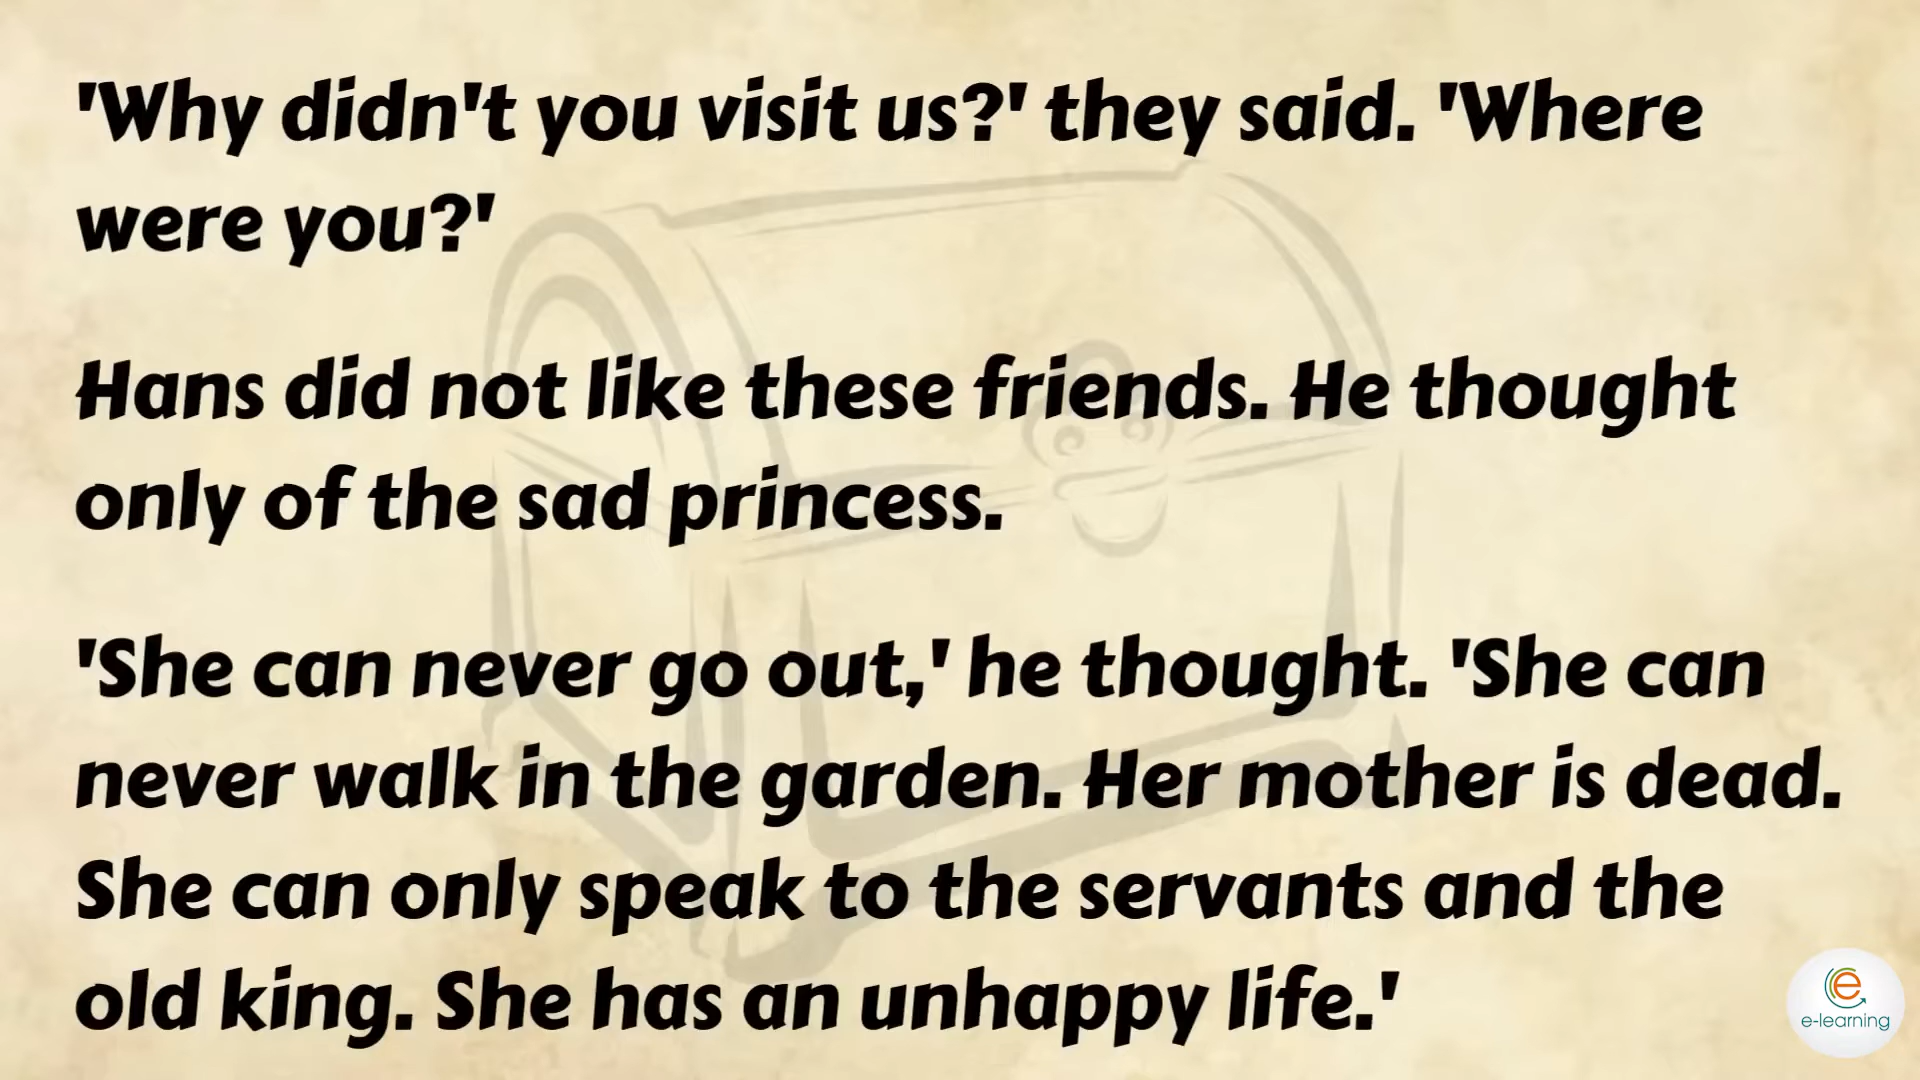 'Why didn't you visit us?' they said. 'Where
were you?'
Hans did not like these friends. He thought
only of the sad princess.
'She can never go out,' he thought. 'She can
never walk in the garden. Her mother is dead.
She can only speak to the servants and the
old king. She has an unhappy life.'
e
e-learning